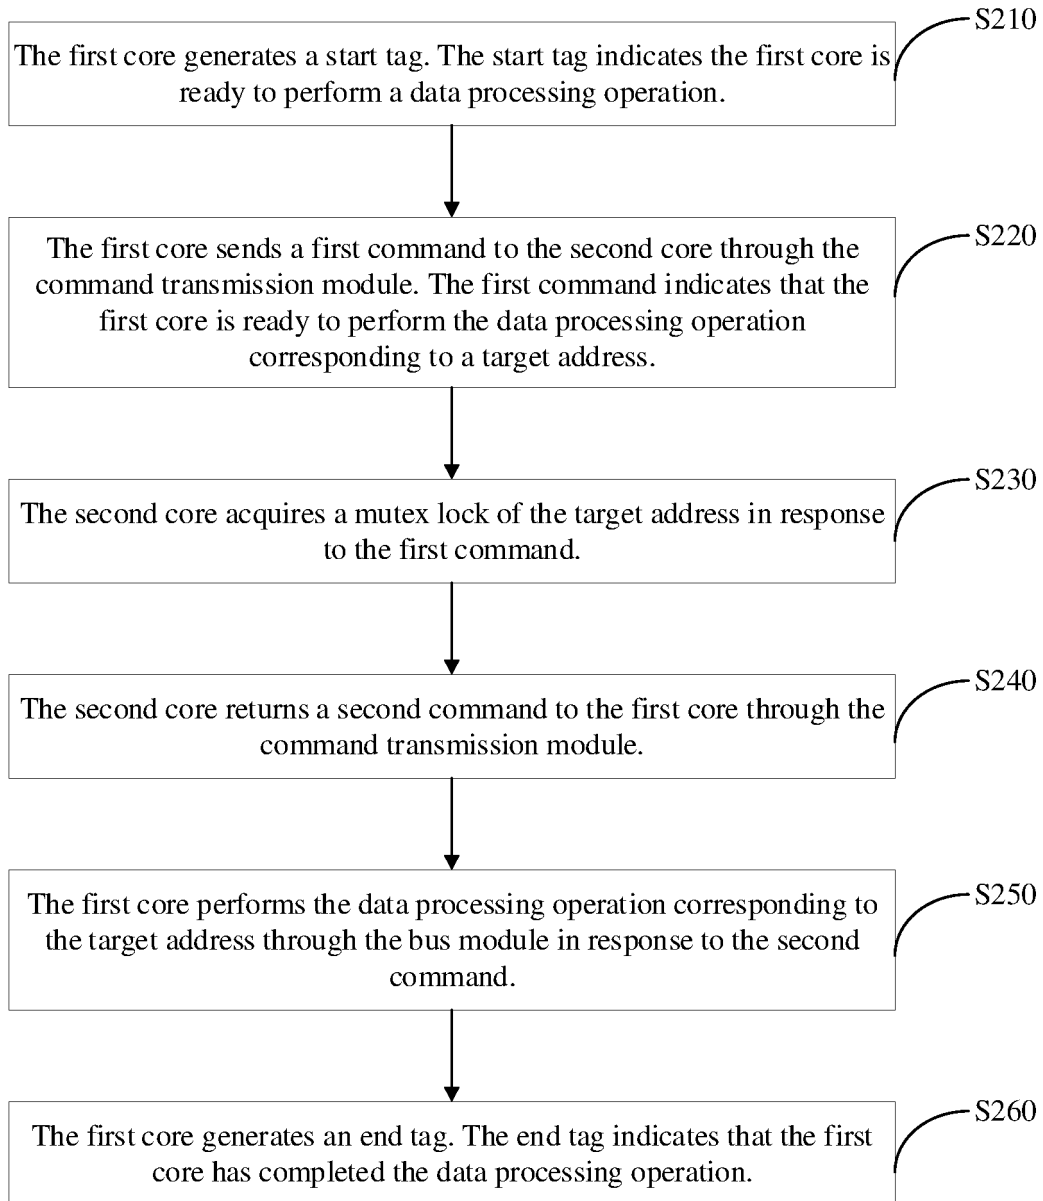 S210
The first core generates a start tag. The start tag indicates the first core is
ready to perform a data processing operation.
S220
The first core sends a first command to the second core through the
command transmission module. The first command indicates that the
first core is ready to perform the data processing operation
corresponding to a target address.
S230
The second core acquires a mutex lock of the target address in response
to the first command.
S240
The second core returns a second command to the first core through the
command transmission module.
S250
The first core performs the data processing operation corresponding to
the target address through the bus module in response to the second
command.
S260
The first core generates an end tag. The end tag indicates that the first
core has completed the data processing operation.